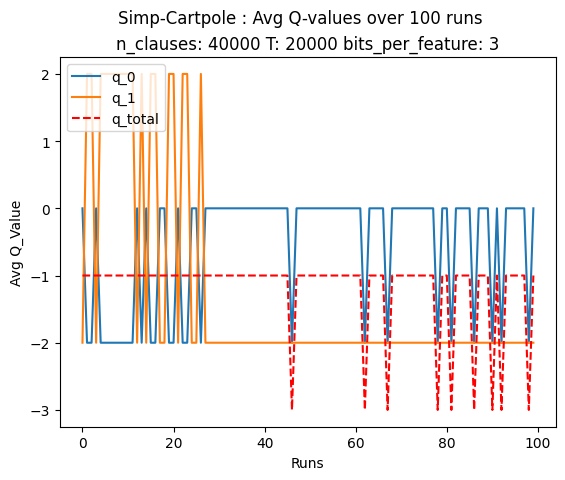 Simp-Cartpole : Avg Q-values over 100 runs
n_clauses: 40000 T: 20000 bits_per_feature: 3
q_0
q_1
q_total
2
1
0
−1
−2
−3
Avg Q_Value
0 20 40 60 80 100
Runs